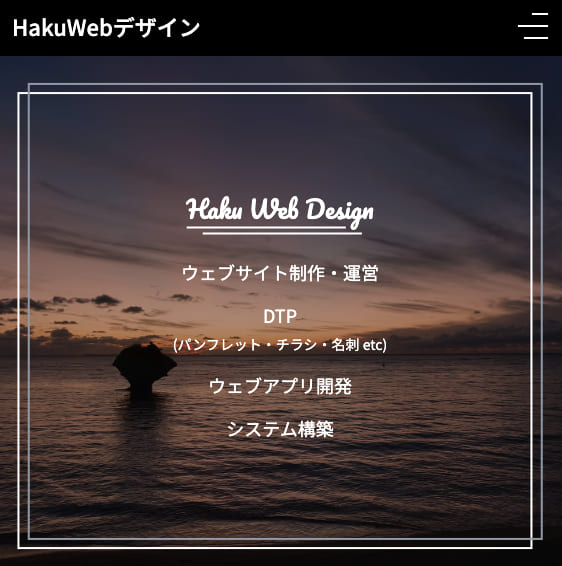 HakuWebデザイン
Haku Web Design
ウェブサイト制作・運営
DTP
(パンフレット・チラシ・名刺 etc)
ウェブアプリ開発
システム構築